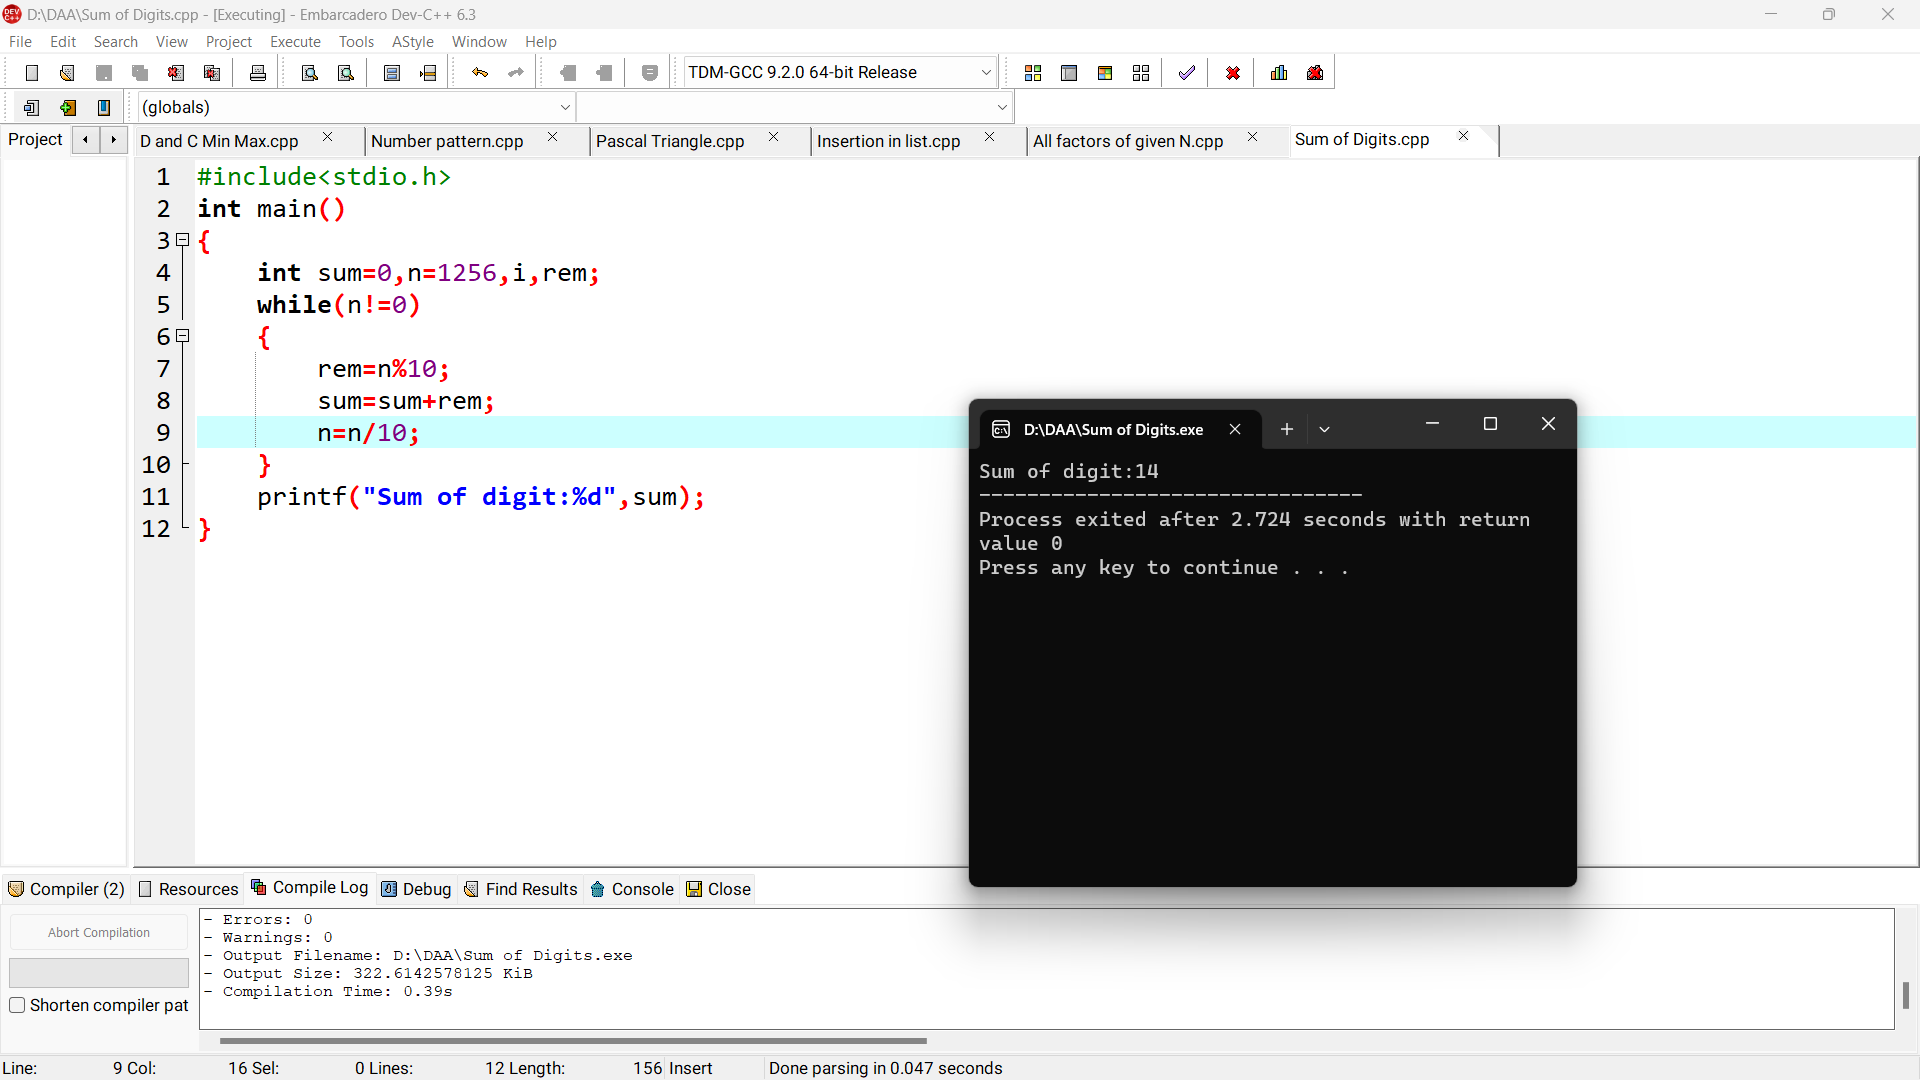 D:\DAA\Sum of Digits.cpp - [Executing] - Embarcadero Dev-C++ 6.3
File Edit Search View Project Execute Tools AStyle Window Help
TDM-GCC 9.2.0 64-bit Release
(globals)
Project D and C Min Max.cpp Number pattern.cpp Pascal Triangle.cpp Insertion in list.cpp All factors of given N.cpp Sum of Digits.cpp
1 #include<stdio.h>
2 int main()
3 {
4 int sum=0,n=1256,i,rem;
5 while(n!=0)
6 {
7 rem=n%10;
8 sum=sum+rem;
9 n=n/10;
10 }
11 printf("Sum of digit:%d",sum);
12 }
D:\DAA\Sum of Digits.exe
Sum of digit:14
--------------------------------
Process exited after 2.724 seconds with return
value 0
Press any key to continue . . .
Compiler (2) Resources Compile Log Debug Find Results Console Close
Abort Compilation
Shorten compiler pat
- Errors: 0
- Warnings: 0
- Output Filename: D:\DAA\Sum of Digits.exe
- Output Size: 322.6142578125 KiB
- Compilation Time: 0.39s
Line: 9 Col: 16 Sel: 0 Lines: 12 Length: 156 Insert Done parsing in 0.047 seconds